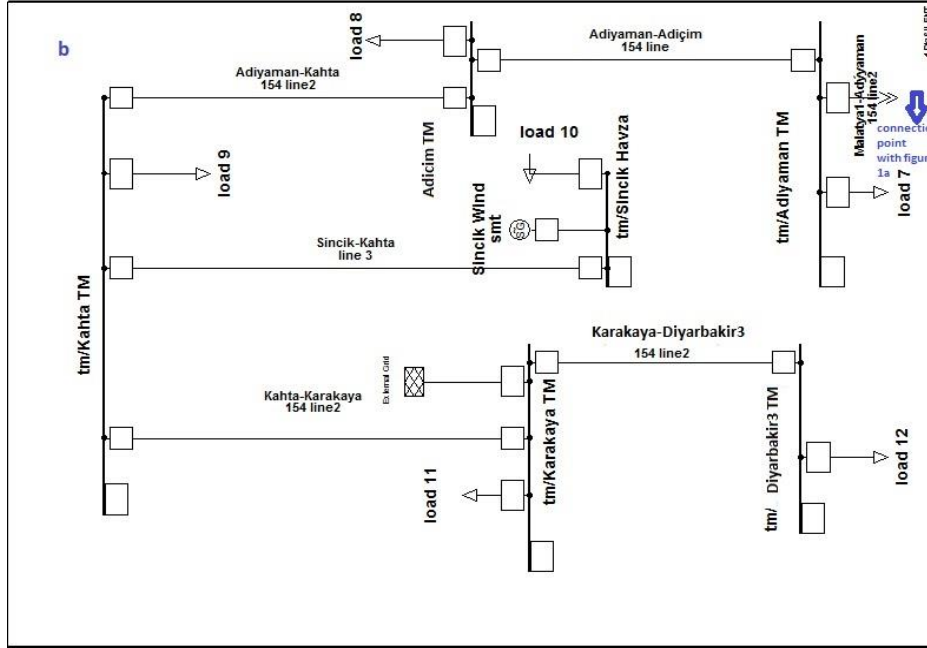 b
load 8
Adiyaman-Adiçim
154 line
Adiyaman-Kahta
154 line2
Adicim TM
load 9
load 10
tm/Sincik Havza
Sincik Wind
smt
SG
tm/Adiyaman TM
Malatya1-Adyyaman
154 line2
connectio
point
with figur
1a
load 7
Sincik-Kahta
line 3
tm/Kahta TM
Karakaya-Diyarbakir3
154 line2
External Grid
Kahta-Karakaya
154 line2
tm/Karakaya TM
load 11
tm/ Diyarbakir3 TM
load 12